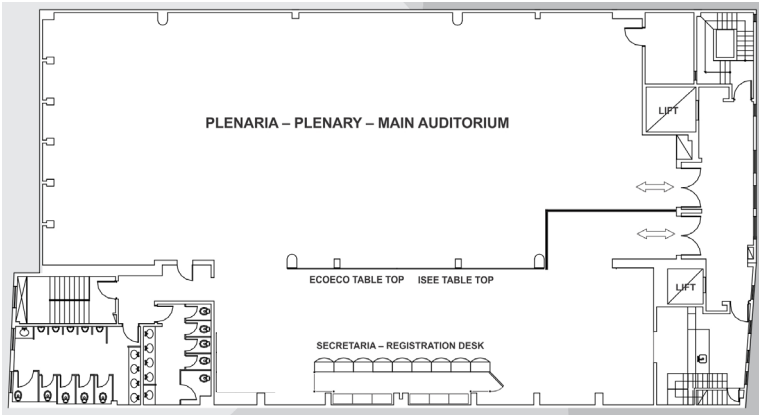 LIFT
PLENARIA – PLENARY – MAIN AUDITORIUM
ECOECO TABLE TOP ISEE TABLE TOP
LIFT
SECRETARIA – REGISTRATION DESK